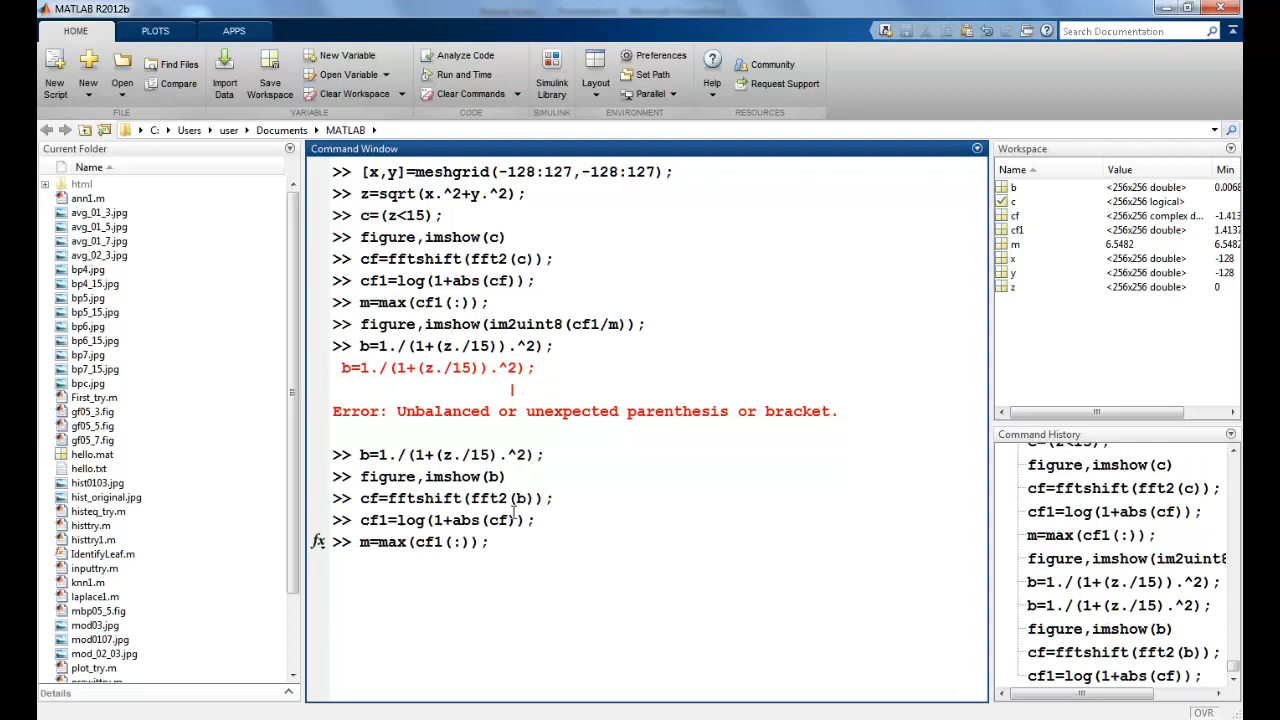 MATLAB R2012b
HOME PLOTS APPS Search Documentation
New Script New Open Find Files Compare Import Data Save Workspace New Variable Open Variable Clear Workspace Analyze Code Run and Time Clear Commands Simulink Library Layout Preferences Set Path Parallel Help Community Request Support
FILE VARIABLE CODE SIMULINK ENVIRONMENT RESOURCES
C: Users user Documents MATLAB
Current Folder
Name
html
ann1.m
avg_01_3.jpg
avg_01_5.jpg
avg_01_7.jpg
avg_02_3.jpg
bp4.jpg
bp4_15.jpg
bp5.jpg
bp5_15.jpg
bp6.jpg
bp6_15.jpg
bp7.jpg
bp7_15.jpg
bpc.jpg
First_try.m
gf05_3.fig
gf05_5.fig
gf05_7.fig
hello.mat
hello.txt
hist0103.jpg
hist_original.jpg
histeq_try.m
histtry.m
histtry1.m
IdentifyLeaf.m
inputtry.m
knn1.m
laplace1.m
mbp05_5.fig
mod03.jpg
mod0107.jpg
mod_02_03.jpg
plot_try.m
Details
Command Window
>> [x,y]=meshgrid(-128:127,-128:127);
>> z=sqrt(x.^2+y.^2);
>> c=(z<15);
>> figure,imshow(c)
>> cf=fftshift(fft2(c));
>> cf1=log(1+abs(cf));
>> m=max(cf1(:));
>> figure,imshow(im2uint8(cf1/m));
>> b=1./(1+(z./15)).^2);
b=1./(1+(z./15)).^2);
|
Error: Unbalanced or unexpected parenthesis or bracket.
>> b=1./(1+(z./15).^2);
>> figure,imshow(b)
>> cf=fftshift(fft2(b));
>> cf1=log(1+abs(cf));
fx >> m=max(cf1(:));
Workspace
Name Value Min
b <256x256 double> 0.0068
c <256x256 logical>
cf <256x256 complex d... -1.413
cf1 <256x256 double> 1.4137
m 6.5482 6.5482
x <256x256 double> -128
y <256x256 double> -128
z <256x256 double> 0
Command History
c=(z<15);
figure,imshow(c)
cf=fftshift(fft2(c));
cf1=log(1+abs(cf));
m=max(cf1(:));
figure,imshow(im2uint8
b=1./(1+(z./15)).^2);
b=1./(1+(z./15).^2);
figure,imshow(b)
cf=fftshift(fft2(b));
cf1=log(1+abs(cf));
OVR